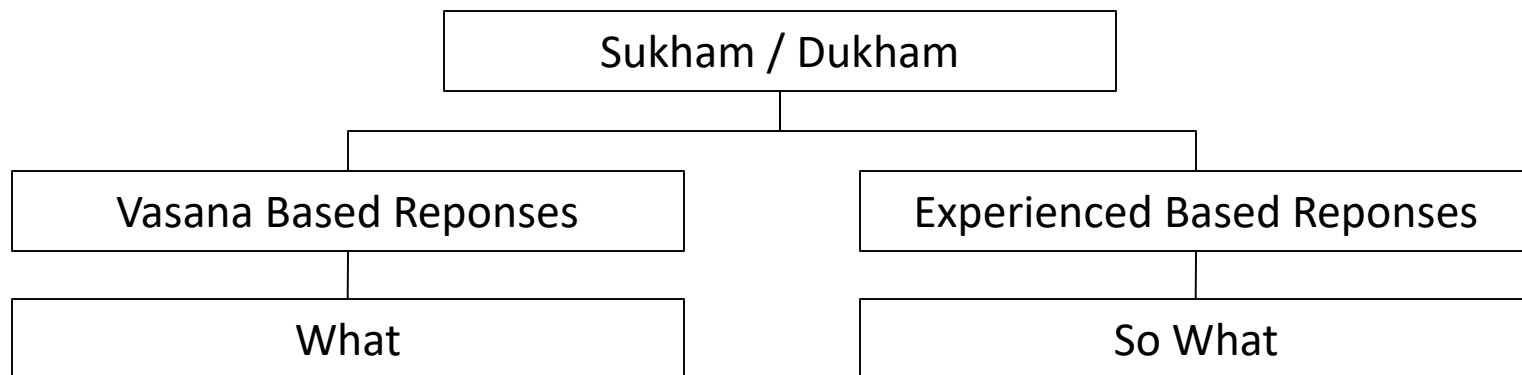 Sukham / Dukham
Vasana Based Reponses
Experienced Based Reponses
What
So What